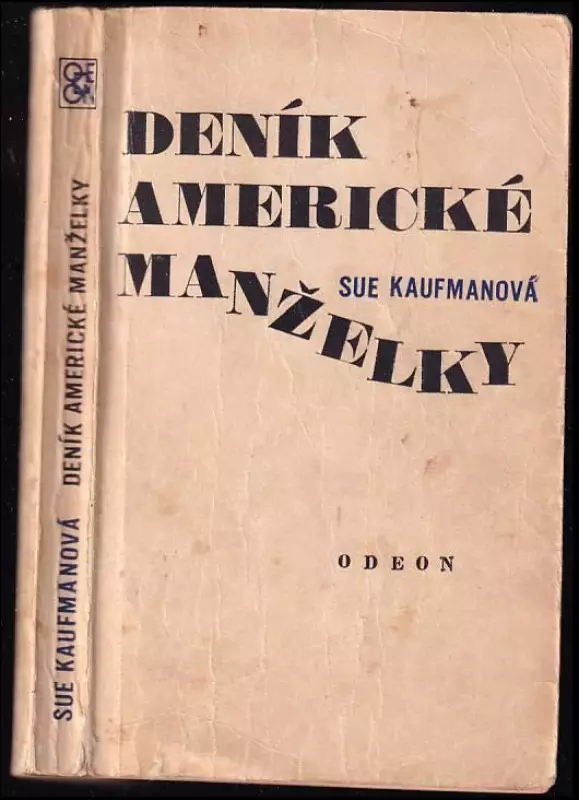 DENÍK
AMERICKÉ
MANŽELKY
SUE KAUFMANOVÁ
ODEON
SUE KAUFMANOVÁ DENÍK AMERICKÉ MANŽELKY